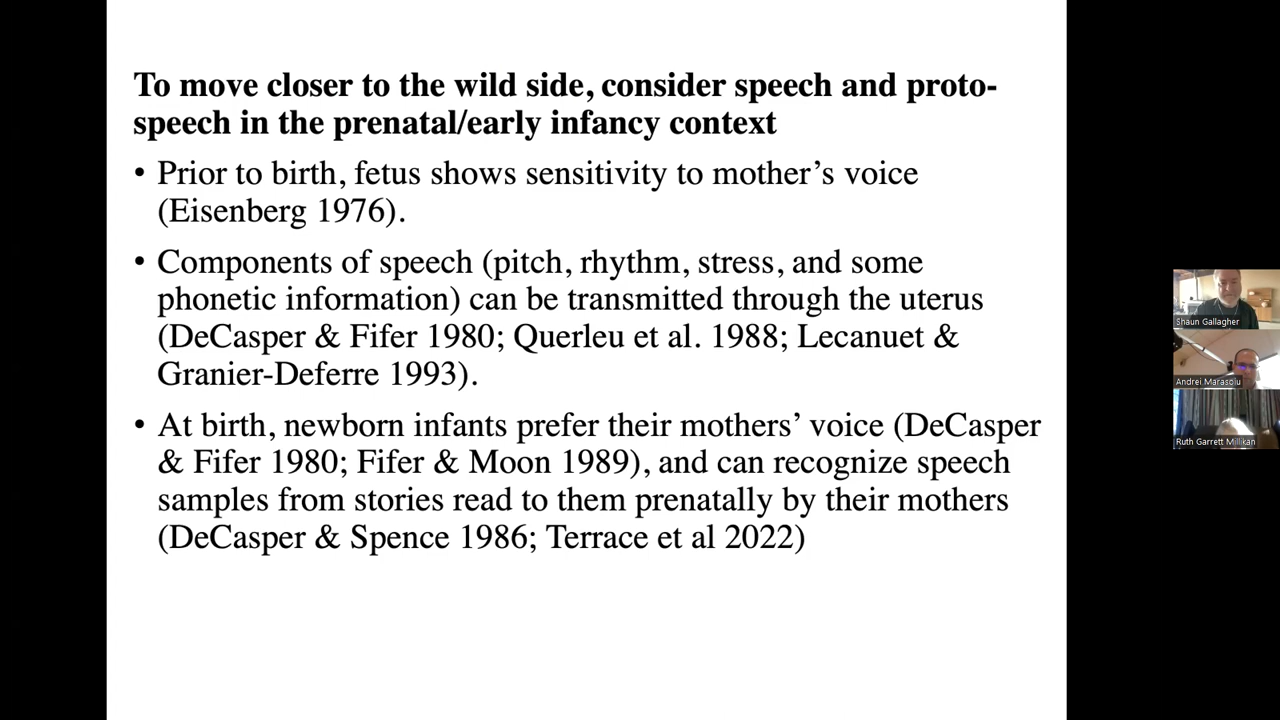 To move closer to the wild side, consider speech and proto-
speech in the prenatal/early infancy context
• Prior to birth, fetus shows sensitivity to mother’s voice
(Eisenberg 1976).
• Components of speech (pitch, rhythm, stress, and some
phonetic information) can be transmitted through the uterus
(DeCasper & Fifer 1980; Querleu et al. 1988; Lecanuet &
Granier-Deferre 1993).
• At birth, newborn infants prefer their mothers’ voice (DeCasper
& Fifer 1980; Fifer & Moon 1989), and can recognize speech
samples from stories read to them prenatally by their mothers
(DeCasper & Spence 1986; Terrace et al 2022)
Shaun Gallagher
Andrei Marasoiu
Ruth Garrett Millikan